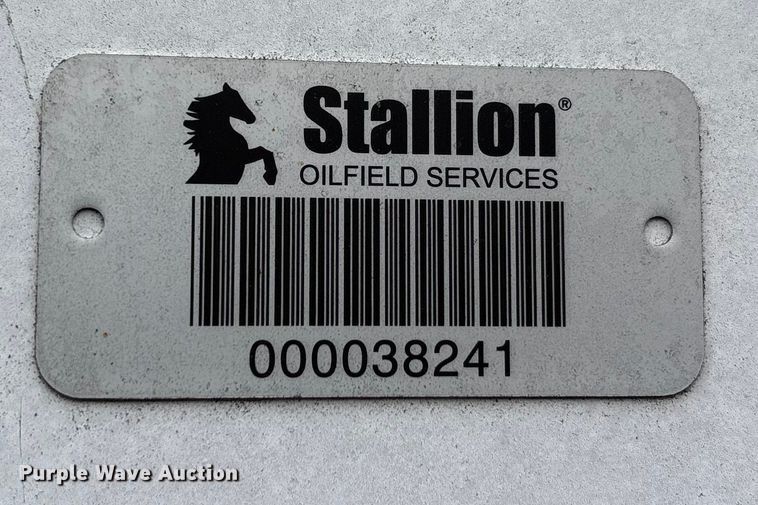 Stallion®
OILFIELD SERVICES
000038241
Purple Wave Auction